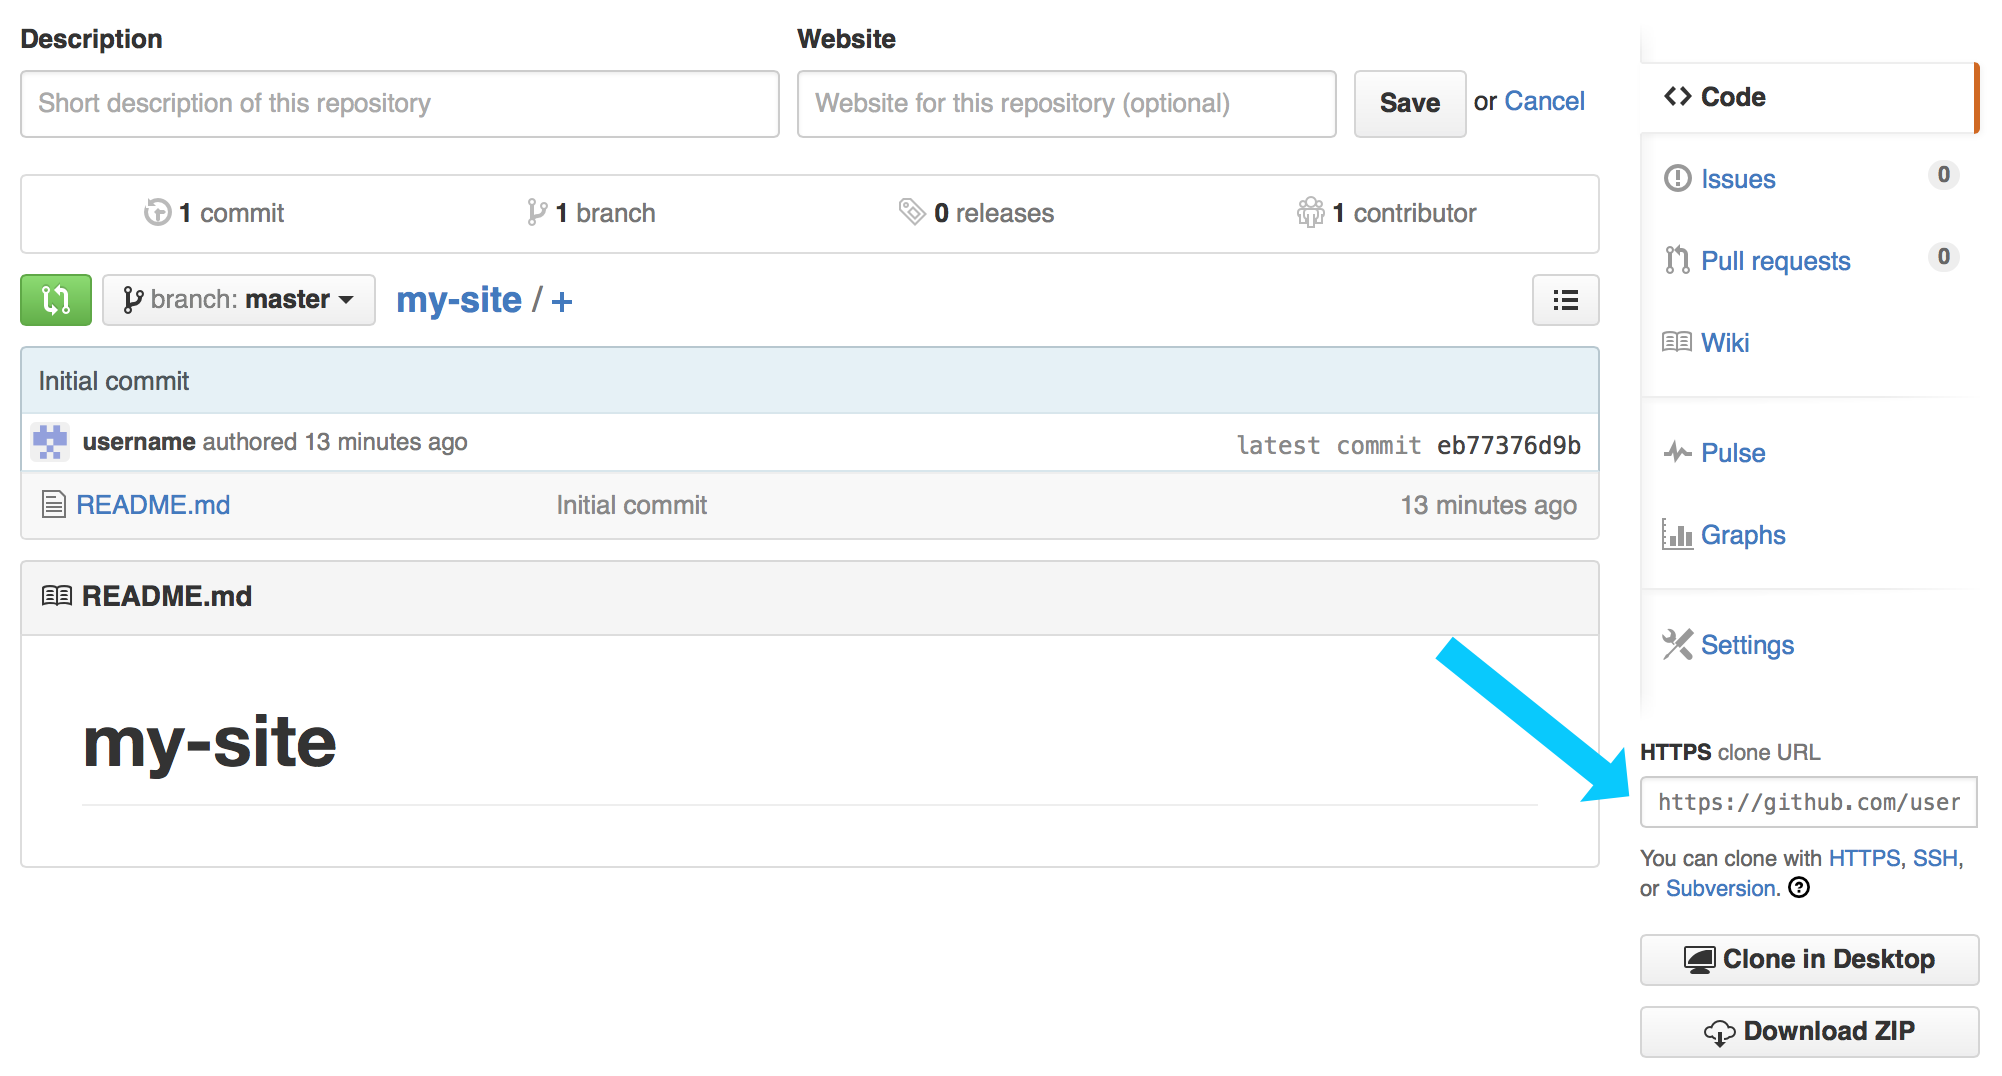 Description
Website
Short description of this repository
Website for this repository (optional)
Save or Cancel
1 commit
1 branch
0 releases
1 contributor
branch: master
my-site / +
Initial commit
username authored 13 minutes ago
latest commit eb77376d9b
README.md
Initial commit
13 minutes ago
README.md
my-site
Code
Issues 0
Pull requests 0
Wiki
Pulse
Graphs
Settings
HTTPS clone URL
https://github.com/user
You can clone with HTTPS, SSH,
or Subversion.
Clone in Desktop
Download ZIP